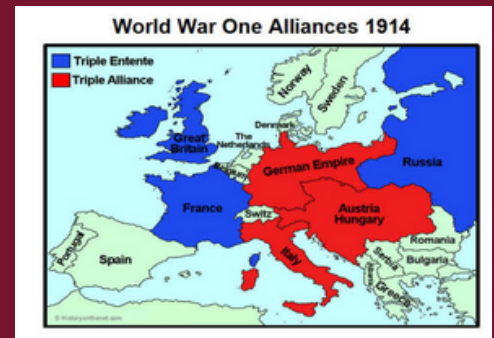 World War One Alliances 1914
Triple Entente
Triple Alliance
Norway
Sweden
Denmark
Great
Britain
The
Netherlands
Belgium
German Empire
Russia
France
Switz
Austria
Hungary
Italy
Portugal
Spain
Romania
Serbia
Bulgaria
Albania
Greece